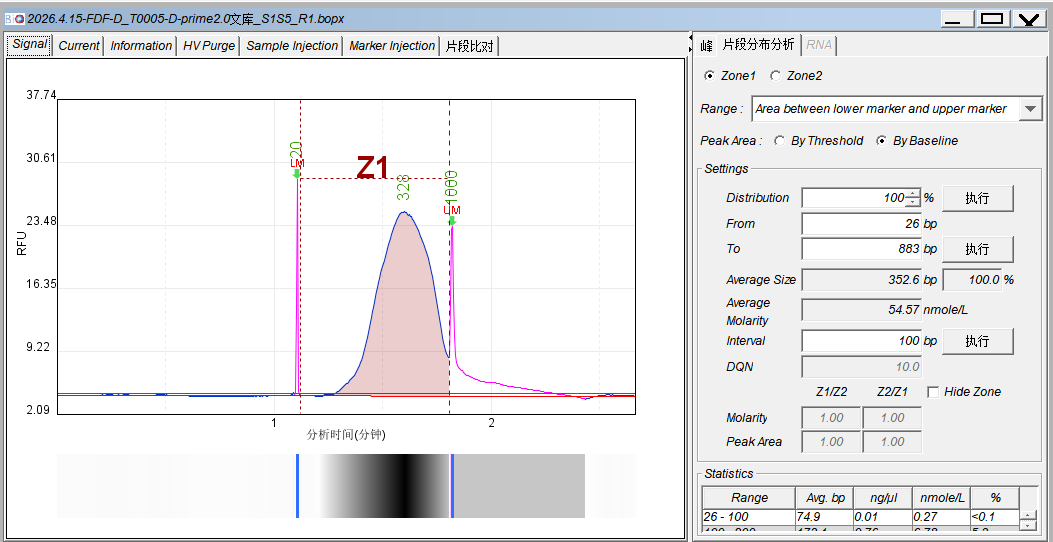 2026.4.15-FDF-D_T0005-D-prime2.0文库_S1S5_R1.bopx
Signal Current Information HV Purge Sample Injection Marker Injection 片段比对
37.74
30.61
23.48
16.35
9.22
2.09
RFU
20
LM
Z1
328
1000
UM
1 2
分析时间(分钟)
峰 片段分布分析 RNA
Zone1 Zone2
Range : Area between lower marker and upper marker
Peak Area : By Threshold By Baseline
Settings
Distribution 100 % 执行
From 26 bp
To 883 bp 执行
Average Size 352.6 bp 100.0 %
Average
Molarity 54.57 nmole/L
Interval 100 bp 执行
DQN 10.0
Z1/Z2 Z2/Z1 Hide Zone
Molarity 1.00 1.00
Peak Area 1.00 1.00
Statistics
Range Avg. bp ng/µl nmole/L %
26 - 100 74.9 0.01 0.27 <0.1